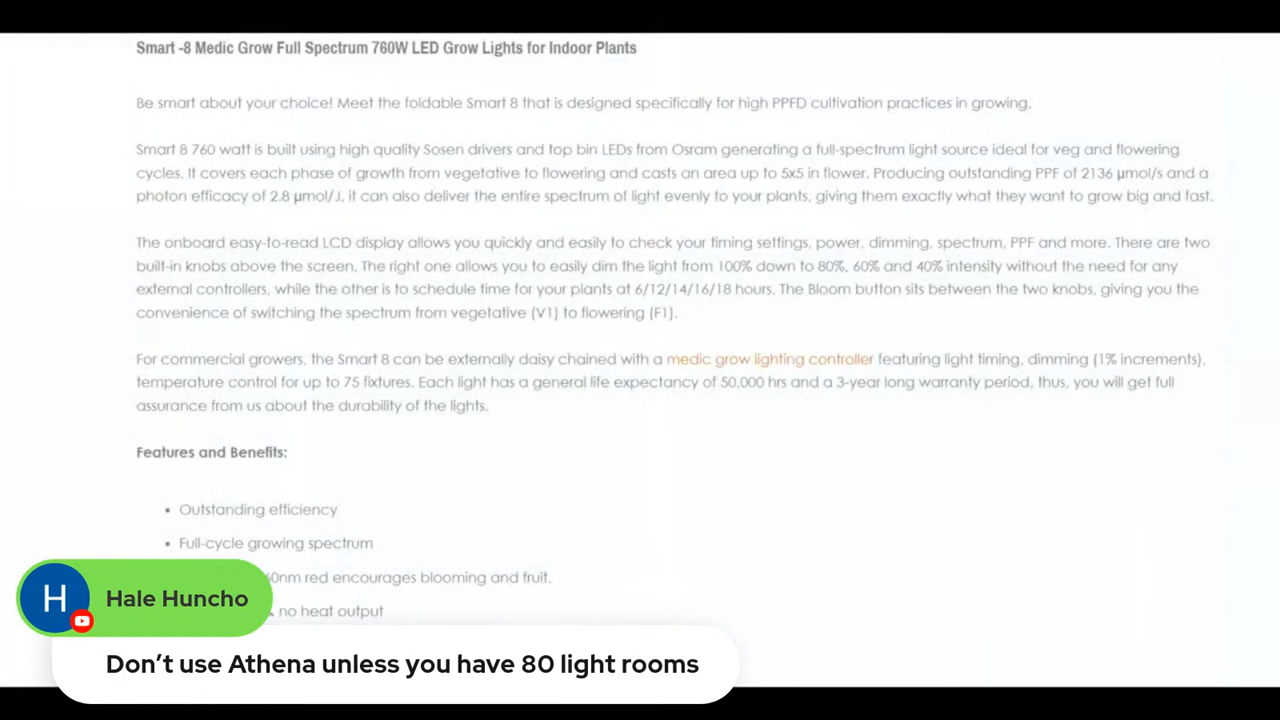 Smart -8 Medic Grow Full Spectrum 760W LED Grow Lights for Indoor Plants
Be smart about your choice! Meet the foldable Smart 8 that is designed specifically for high PPFD cultivation practices in growing.
Smart 8 760 watt is built using high quality Sosen drivers and top bin LEDs from Osram generating a full-spectrum light source ideal for veg and flowering
cycles. It covers each phase of growth from vegetative to flowering and casts an area up to 5x5 in flower. Producing outstanding PPF of 2136 μmol/s and a
photon efficacy of 2.8 μmol/J, it can also deliver the entire spectrum of light evenly to your plants, giving them exactly what they want to grow big and fast.
The onboard easy-to-read LCD display allows you quickly and easily to check your timing settings, power, dimming, spectrum, PPF and more. There are two
built-in knobs above the screen. The right one allows you to easily dim the light from 100% down to 80%, 60% and 40% intensity without the need for any
external controllers, while the other is to schedule time for your plants at 6/12/14/16/18 hours. The Bloom button sits between the two knobs, giving you the
convenience of switching the spectrum from vegetative (V1) to flowering (F1).
For commercial growers, the Smart 8 can be externally daisy chained with a medic grow lighting controller featuring light timing, dimming (1% increments),
temperature control for up to 75 fixtures. Each light has a general life expectancy of 50,000 hrs and a 3-year long warranty period, thus, you will get full
assurance from us about the durability of the lights.
Features and Benefits:
• Outstanding efficiency
• Full-cycle growing spectrum
0nm red encourages blooming and fruit.
no heat output
H
Hale Huncho
Don't use Athena unless you have 80 light rooms